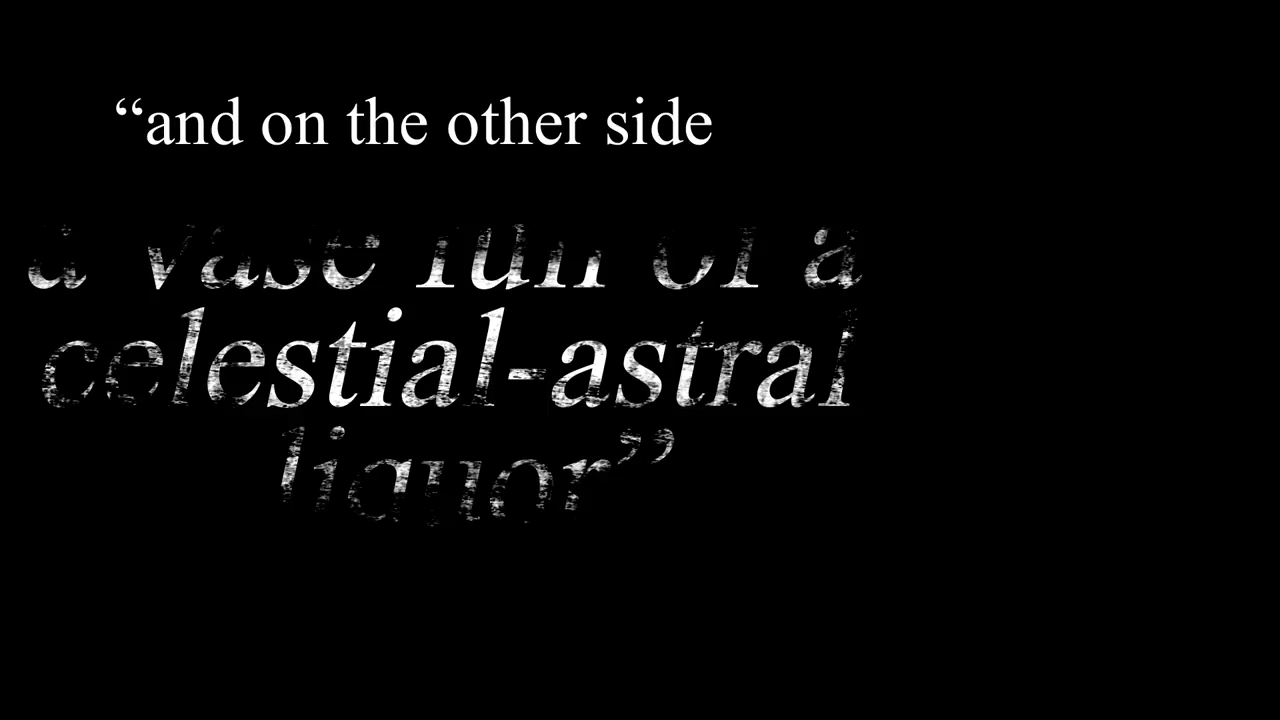 “and on the other side
a vase full of a
celestial-astral
liquor”